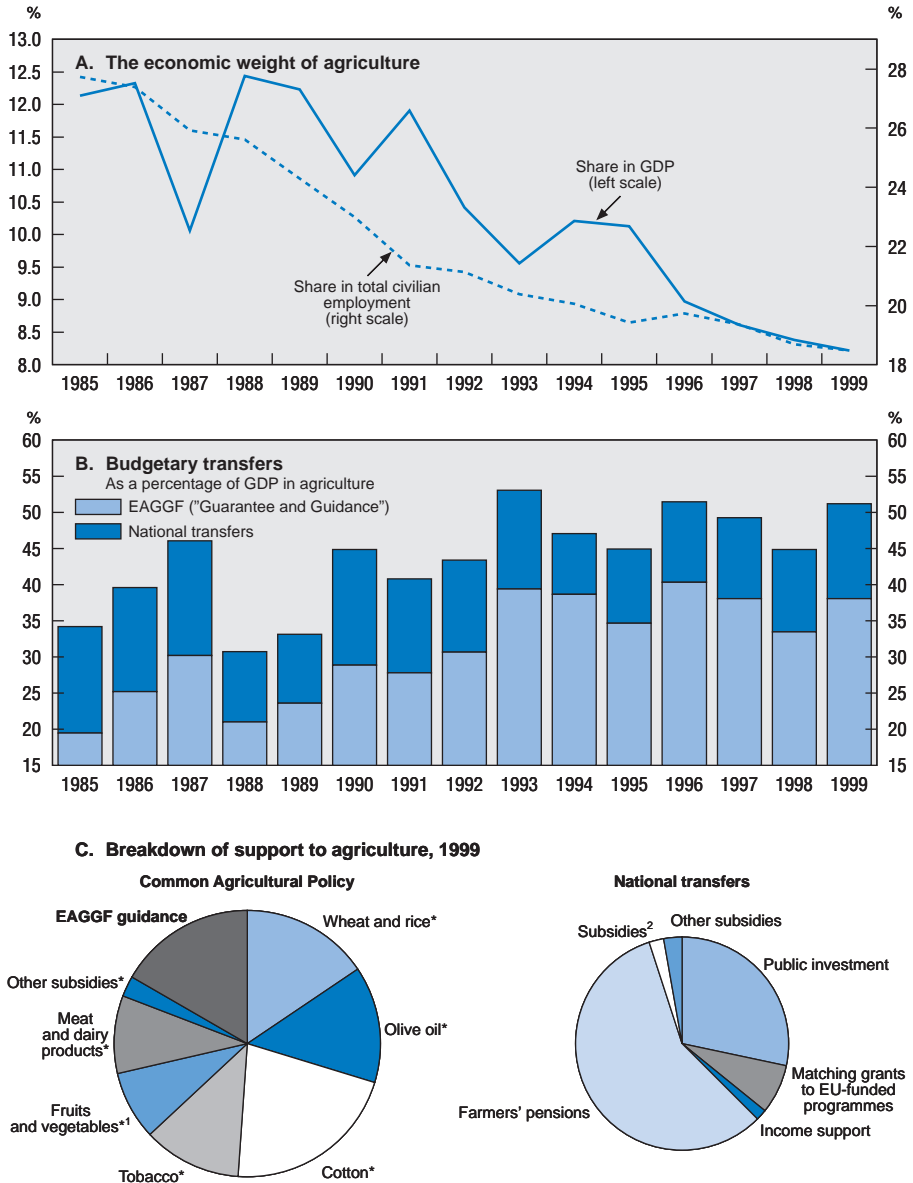 % %
A. The economic weight of agriculture
13.0
12.5
12.0
11.5
11.0
10.5
10.0
9.5
9.0
8.5
8.0
28
26
24
22
20
18
Share in GDP
(left scale)
Share in total civilian
employment
(right scale)
1985 1986 1987 1988 1989 1990 1991 1992 1993 1994 1995 1996 1997 1998 1999
% %
B. Budgetary transfers
As a percentage of GDP in agriculture
EAGGF ("Guarantee and Guidance")
National transfers
60
55
50
45
40
35
30
25
20
15
60
55
50
45
40
35
30
25
20
15
1985 1986 1987 1988 1989 1990 1991 1992 1993 1994 1995 1996 1997 1998 1999
C. Breakdown of support to agriculture, 1999
Common Agricultural Policy
EAGGF guidance
Wheat and rice*
Other subsidies*
Olive oil*
Meat
and dairy
products*
Fruits
and vegetables*1
Tobacco*
Cotton*
National transfers
Subsidies2
Other subsidies
Public investment
Matching grants
to EU-funded
programmes
Farmers' pensions
Income support